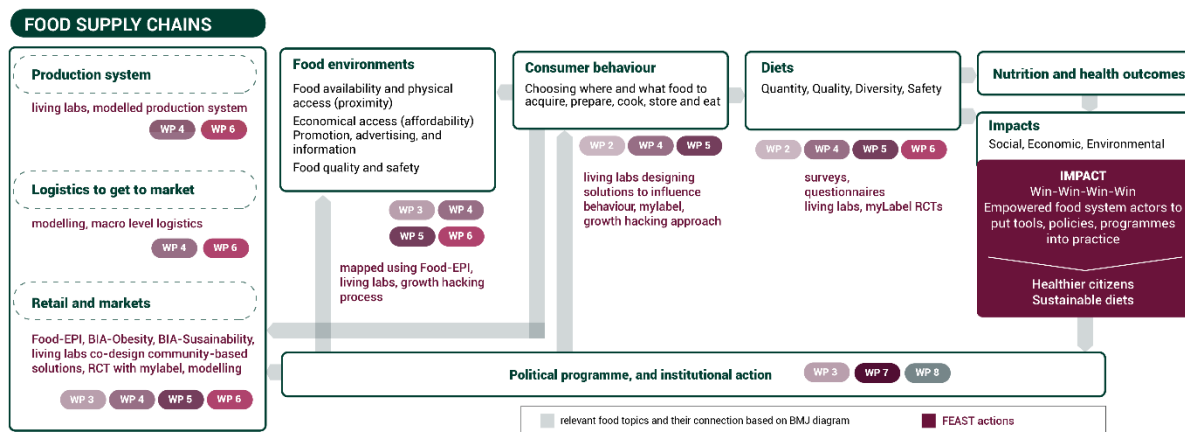 FOOD SUPPLY CHAINS
Production system
living labs, modelled production system
WP 4 WP 6
Logistics to get to market
modelling, macro level logistics
WP 4 WP 6
Retail and markets
Food-EPI, BIA-Obesity, BIA-Susainability,
living labs co-design community-based
solutions, RCT with mylabel, modelling
WP 3 WP 4 WP 5 WP 6
Food environments
Food availability and physical
access (proximity)
Economical access (affordability)
Promotion, advertising, and
information
Food quality and safety
WP 3 WP 4
WP 5 WP 6
mapped using Food-EPI,
living labs, growth hacking
process
Consumer behaviour
Choosing where and what food to
acquire, prepare, cook, store and eat
WP 2 WP 4 WP 5
living labs designing
solutions to influence
behaviour, mylabel,
growth hacking approach
Diets
Quantity, Quality, Diversity, Safety
WP 2 WP 4 WP 5 WP 6
surveys,
questionnaires
living labs, myLabel RCTs
Nutrition and health outcomes
Impacts
Social, Economic, Environmental
IMPACT
Win-Win-Win-Win
Empowered food system actors to
put tools, policies, programmes
into practice
Healthier citizens
Sustainable diets
Political programme, and institutional action WP 3 WP 7 WP 8
relevant food topics and their connection based on BMJ diagram
FEAST actions